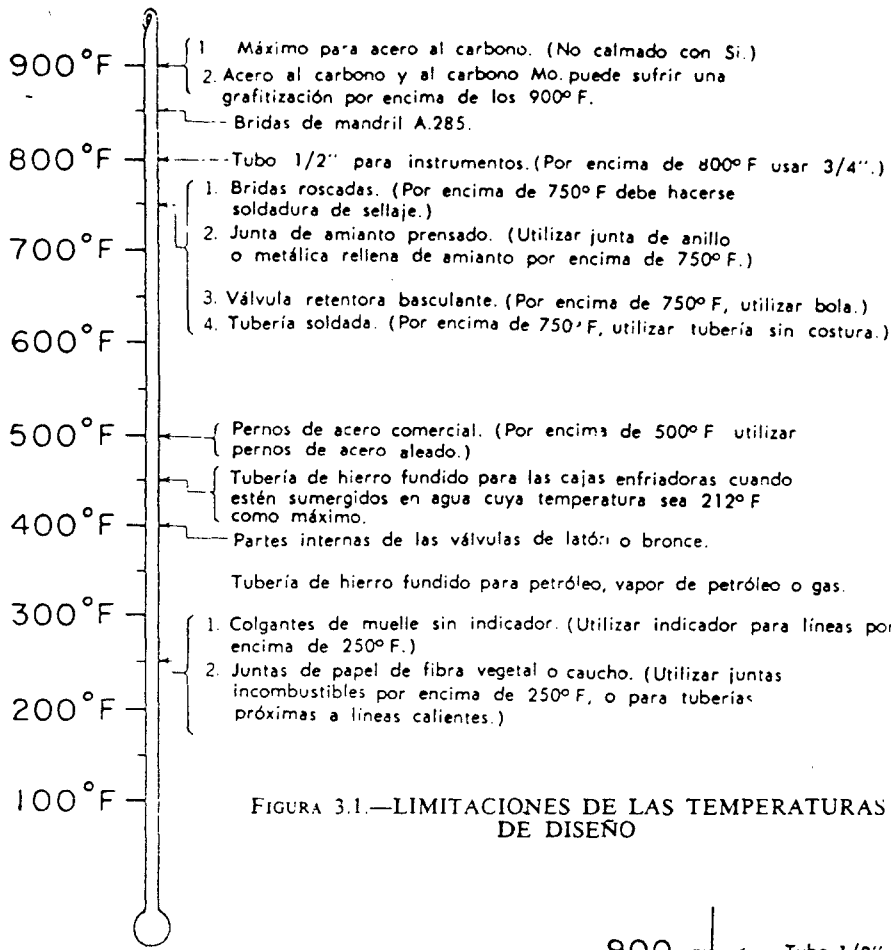 900°F
1 Máximo para acero al carbono. (No calmado con Si.)
2. Acero al carbono y al carbono Mo. puede sufrir una
grafitización por encima de los 900° F.
Bridas de mandril A.285.
800°F
Tubo 1/2" para instrumentos. (Por encima de 800° F usar 3/4".)
1. Bridas roscadas. (Por encima de 750° F debe hacerse
soldadura de sellaje.)
700°F
2. Junta de amianto prensado. (Utilizar junta de anillo
o metálica rellena de amianto por encima de 750° F.)
3. Válvula retentora basculante. (Por encima de 750° F, utilizar bola.)
4. Tubería soldada. (Por encima de 750° F, utilizar tubería sin costura.)
600°F
500°F
Pernos de acero comercial. (Por encima de 500° F utilizar
pernos de acero aleado.)
Tubería de hierro fundido para las cajas enfriadoras cuando
estén sumergidos en agua cuya temperatura sea 212° F
como máximo.
400°F
Partes internas de las válvulas de latón o bronce.
Tubería de hierro fundido para petróleo, vapor de petróleo o gas.
300°F
1. Colgantes de muelle sin indicador. (Utilizar indicador para líneas por
encima de 250° F.)
2. Juntas de papel de fibra vegetal o caucho. (Utilizar juntas
incombustibles por encima de 250° F, o para tuberías
próximas a lineas calientes.)
200°F
100°F
FIGURA 3.1.—LIMITACIONES DE LAS TEMPERATURAS
DE DISEÑO